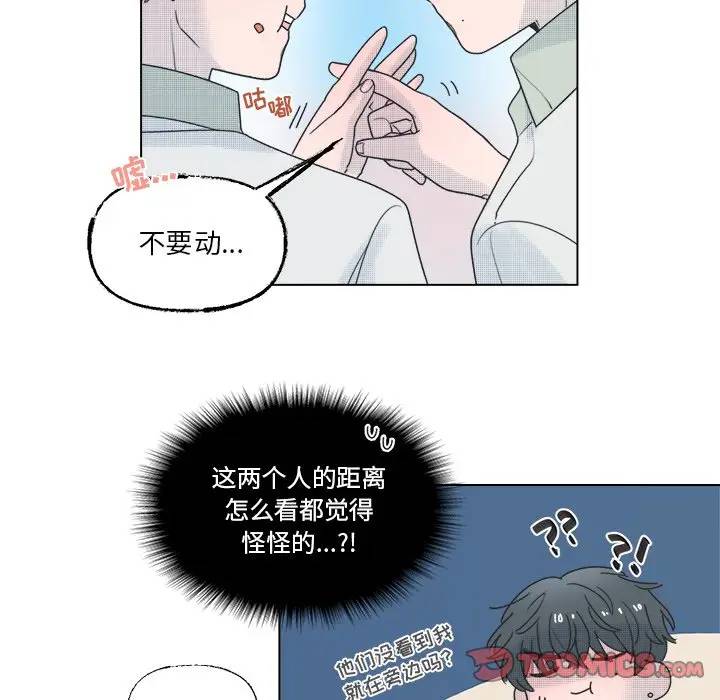 咕嘟
嘘...
不要动...
这两个人的距离
怎么看都觉得
怪怪的...?!
??
?!
他们没看到我
就在旁边吗?
TOOMICS.COM